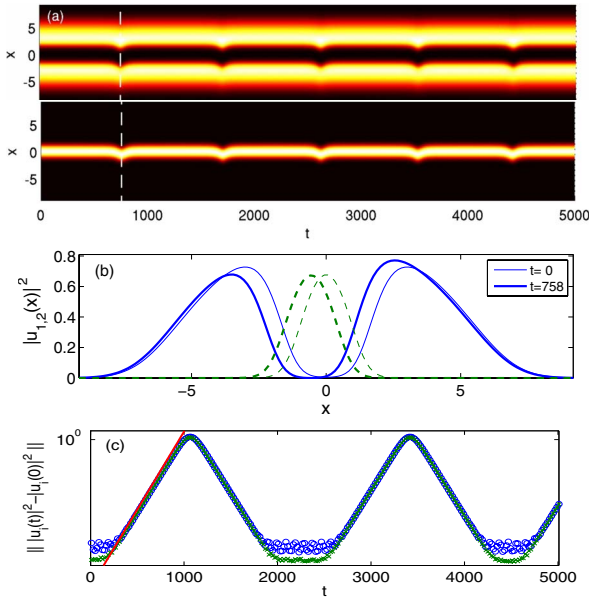 (a)
x
5
0
-5
x
5
0
-5
0 1000 2000 3000 4000 5000
t
(b)
|u1,2(x)|²
0.8
0.6
0.4
0.2
0
t= 0
t=758
−5 0 5
x
(c)
|| |ui(t)|²−|ui(0)|² ||
10⁰
0 1000 2000 3000 4000 5000
t